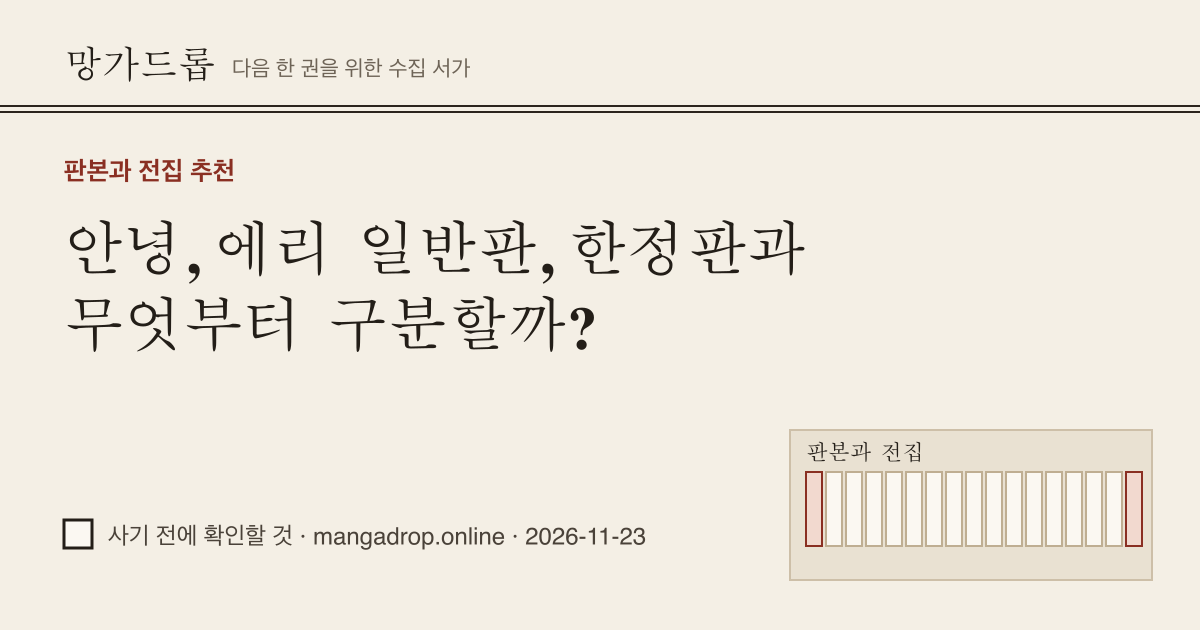 망가드롭 다음 한 권을 위한 수집 서가
판본과 전집 추천
안녕, 에리 일반판, 한정판과
무엇부터 구분할까?
판본과 전집
사기 전에 확인할 것 · mangadrop.online · 2026-11-23